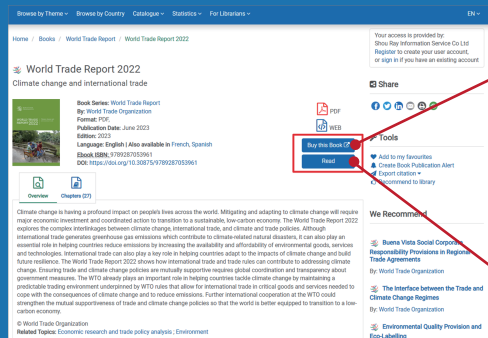 Browse by Theme Browse by Country Catalogue Statistics For Librarians EN
Home / Books / World Trade Report / World Trade Report 2022
World Trade Report 2022
Climate change and international trade
Book Series: World Trade Report
By: World Trade Organization
Format: PDF,
Publication Date: June 2023
Edition: 2023
Language: English | Also available in French, Spanish
Ebook ISBN: 9789287053961
DOI: https://doi.org/10.30875/9789287053961
PDF
WEB
Buy this Book
Read
Overview
Chapters (27)
Climate change is having a profound impact on people's lives across the world. Mitigating and adapting to climate change will require
major economic investment and coordinated action to transition to a sustainable, low-carbon economy. The World Trade Report 2022
explores the complex interlinkages between climate change, international trade, and climate and trade policies. Although
international trade generates greenhouse gas emissions which contribute to climate-related natural disasters, it can also play an
essential role in helping countries reduce emissions by increasing the availability and affordability of environmental goods, services
and technologies. International trade can also play a key role in helping countries adapt to the impacts of climate change and build
future resilience. The World Trade Report 2022 shows how international trade and trade rules can contribute to addressing climate
change. Ensuring trade and climate change policies are mutually supportive requires global coordination and transparency about
government measures. The WTO already plays an important role in helping countries tackle climate change by maintaining a
predictable trading environment underpinned by WTO rules that allow for international trade in critical goods and services needed to
cope with the consequences of climate change and to reduce emissions. Further international cooperation at the WTO could
strengthen the mutual supportiveness of trade and climate change policies so that the world is better equipped to transition to a low-
carbon economy.
© World Trade Organization
Related Topics: Economic research and trade policy analysis ; Environment
Your access is provided by:
Shou Ray Information Service Co Ltd
Register to create your user account,
or sign in if you have an existing account
Share
Tools
Add to my favourites
Create Book Publication Alert
Export citation
Recommend to library
We Recommend
Buena Vista Social Corporate
Responsibility Provisions in Regional
Trade Agreements
By: World Trade Organization
The Interface between the Trade and
Climate Change Regimes
By: World Trade Organization
Environmental Quality Provision and
Eco-Labelling